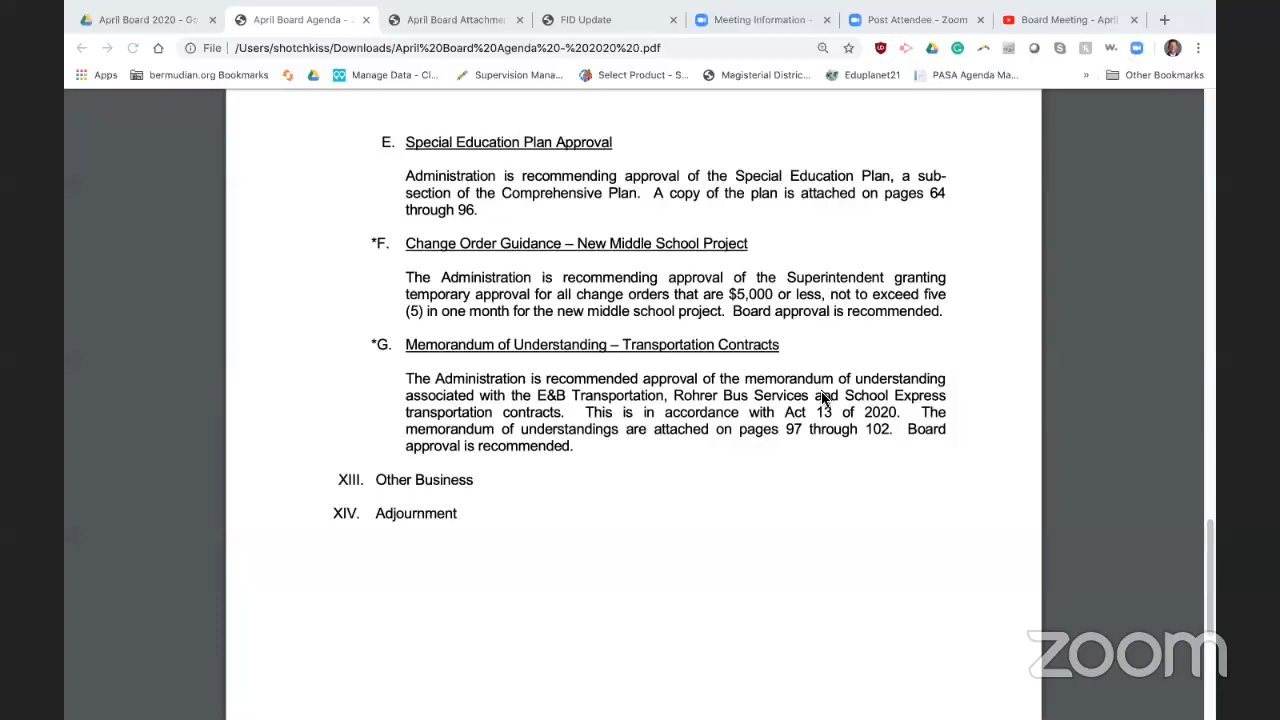 April Board 2020 – Go
April Board Agenda -
April Board Attachme
FID Update
Meeting Information -
Post Attendee - Zoom
Board Meeting - April
File
/Users/shotchkiss/Downloads/April%20Board%20Agenda%20-%202020%20.pdf
Apps
bermudian.org Bookmarks
Manage Data - Cl...
Supervision Mana...
Select Product - S...
Magisterial Distric...
Eduplanet21
PASA Agenda Ma...
»
Other Bookmarks
E. Special Education Plan Approval
Administration is recommending approval of the Special Education Plan, a sub-
section of the Comprehensive Plan. A copy of the plan is attached on pages 64
through 96.
*F. Change Order Guidance – New Middle School Project
The Administration is recommending approval of the Superintendent granting
temporary approval for all change orders that are $5,000 or less, not to exceed five
(5) in one month for the new middle school project. Board approval is recommended.
*G. Memorandum of Understanding – Transportation Contracts
The Administration is recommended approval of the memorandum of understanding
associated with the E&B Transportation, Rohrer Bus Services and School Express
transportation contracts. This is in accordance with Act 13 of 2020. The
memorandum of understandings are attached on pages 97 through 102. Board
approval is recommended.
XIII. Other Business
XIV. Adjournment
zoom